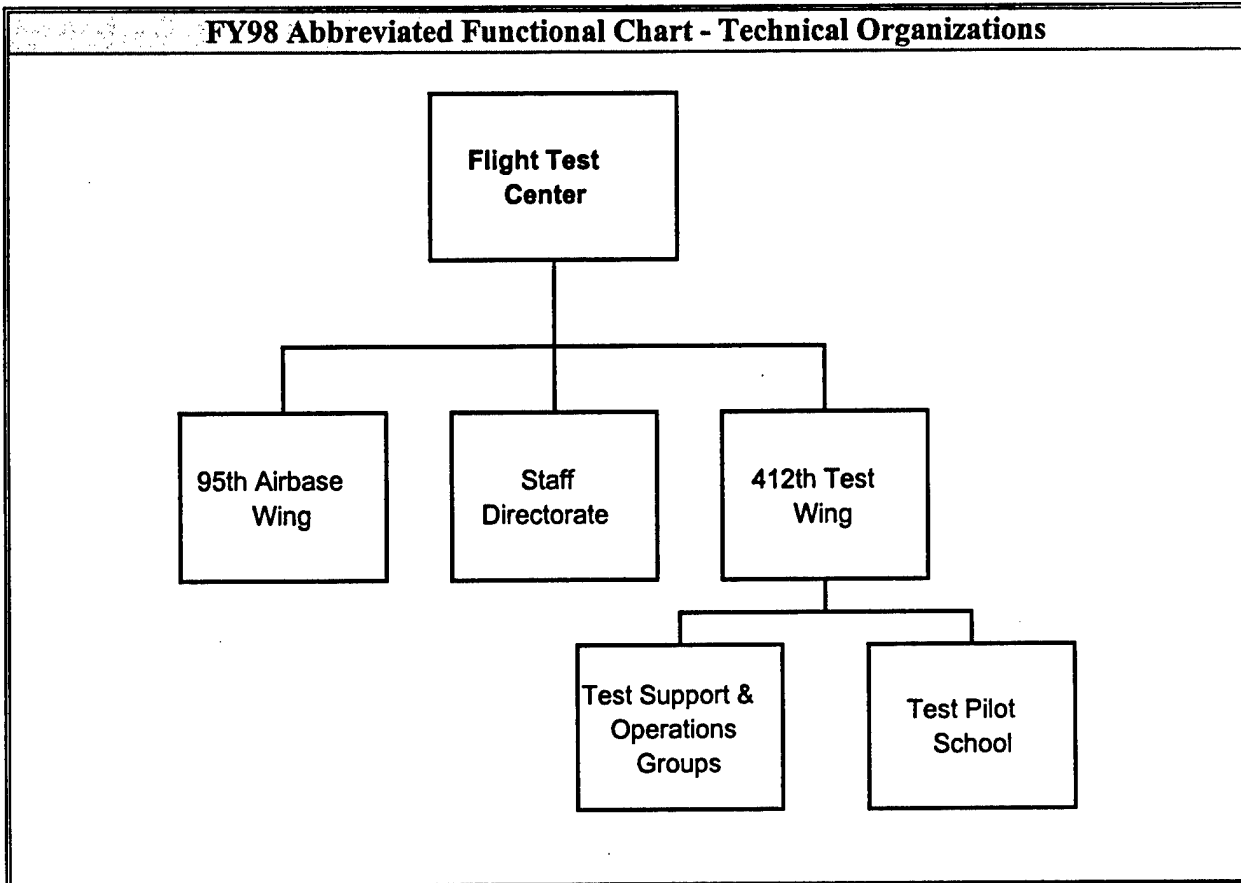 FY98 Abbreviated Functional Chart - Technical Organizations
Flight Test
Center
95th Airbase
Wing
Staff
Directorate
412th Test
Wing
Test Support &
Operations
Groups
Test Pilot
School